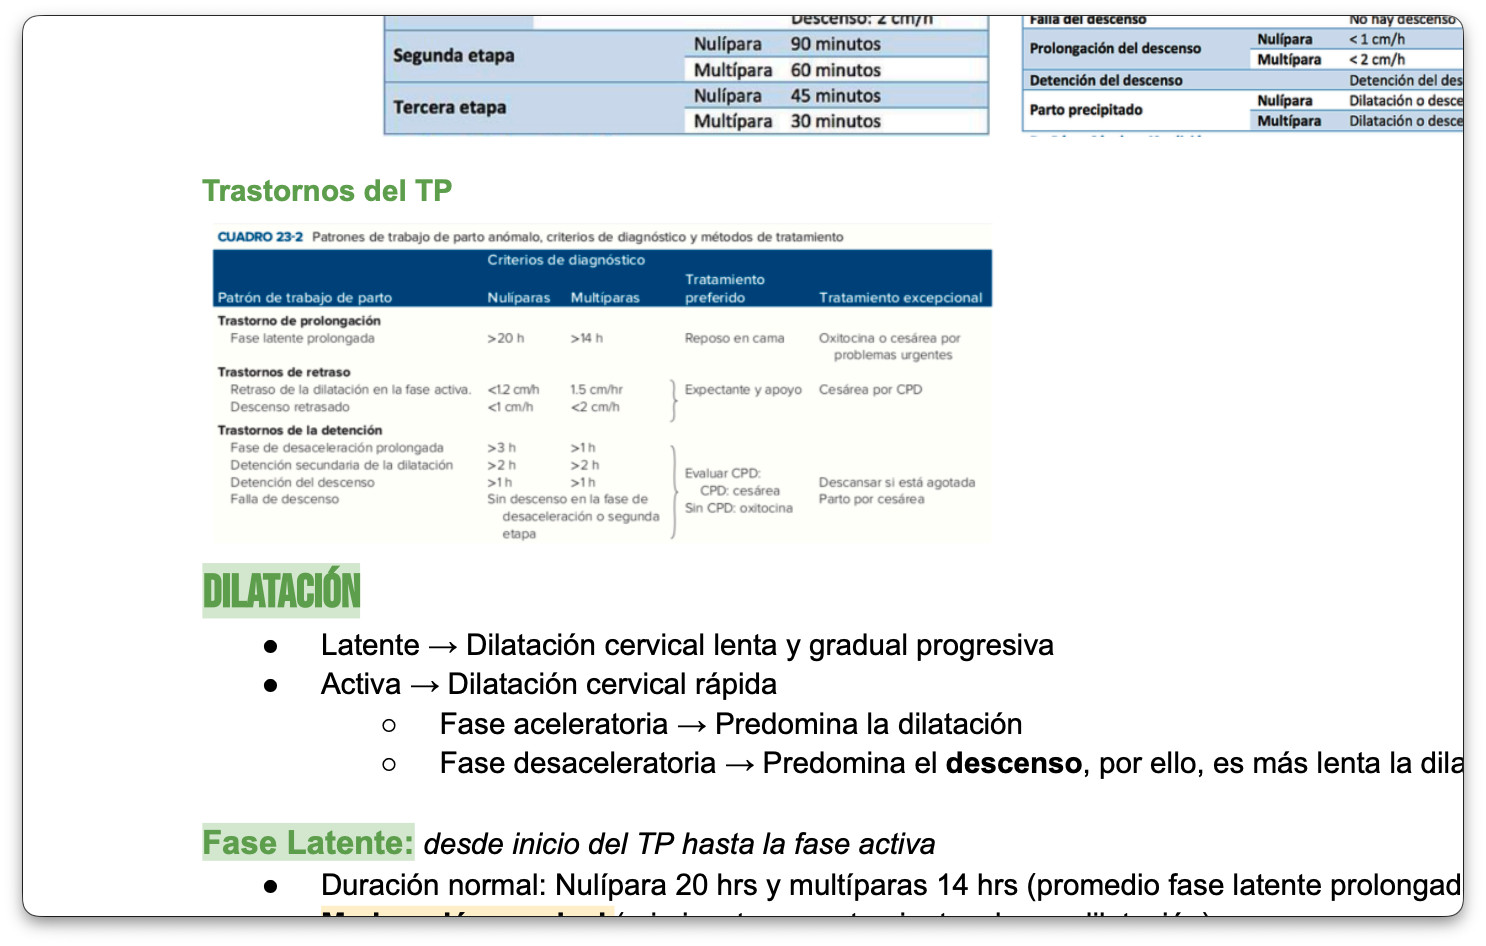 Descenso: 2 cm/h
Segunda etapa
Nulípara 90 minutos
Multípara 60 minutos
Tercera etapa
Nulípara 45 minutos
Multípara 30 minutos
Falla del descenso No hay descenso
Prolongación del descenso
Nulípara < 1 cm/h
Multípara < 2 cm/h
Detención del descenso Detención del des
Parto precipitado
Nulípara Dilatación o desce
Multípara Dilatación o desce
Trastornos del TP
CUADRO 23-2 Patrones de trabajo de parto anómalo, criterios de diagnóstico y métodos de tratamiento
Criterios de diagnóstico
Patrón de trabajo de parto Nulíparas Multíparas Tratamiento preferido Tratamiento excepcional
Trastorno de prolongación
Fase latente prolongada >20 h >14 h Reposo en cama Oxitocina o cesárea por
problemas urgentes
Trastornos de retraso
Retraso de la dilatación en la fase activa. <1.2 cm/h 1.5 cm/hr Expectante y apoyo Cesárea por CPD
Descenso retrasado <1 cm/h <2 cm/h
Trastornos de la detención
Fase de desaceleración prolongada >3 h >1 h
Detención secundaria de la dilatación >2 h >2 h
Evaluar CPD:
Detención del descenso >1 h >1 h CPD: cesárea Descansar si está agotada
Falla de descenso Sin descenso en la fase de Sin CPD: oxitocina Parto por cesárea
desaceleración o segunda
etapa
DILATACIÓN
● Latente → Dilatación cervical lenta y gradual progresiva
● Activa → Dilatación cervical rápida
○ Fase aceleratoria → Predomina la dilatación
○ Fase desaceleratoria → Predomina el descenso, por ello, es más lenta la dila
Fase Latente: desde inicio del TP hasta la fase activa
● Duración normal: Nulípara 20 hrs y multíparas 14 hrs (promedio fase latente prolongad